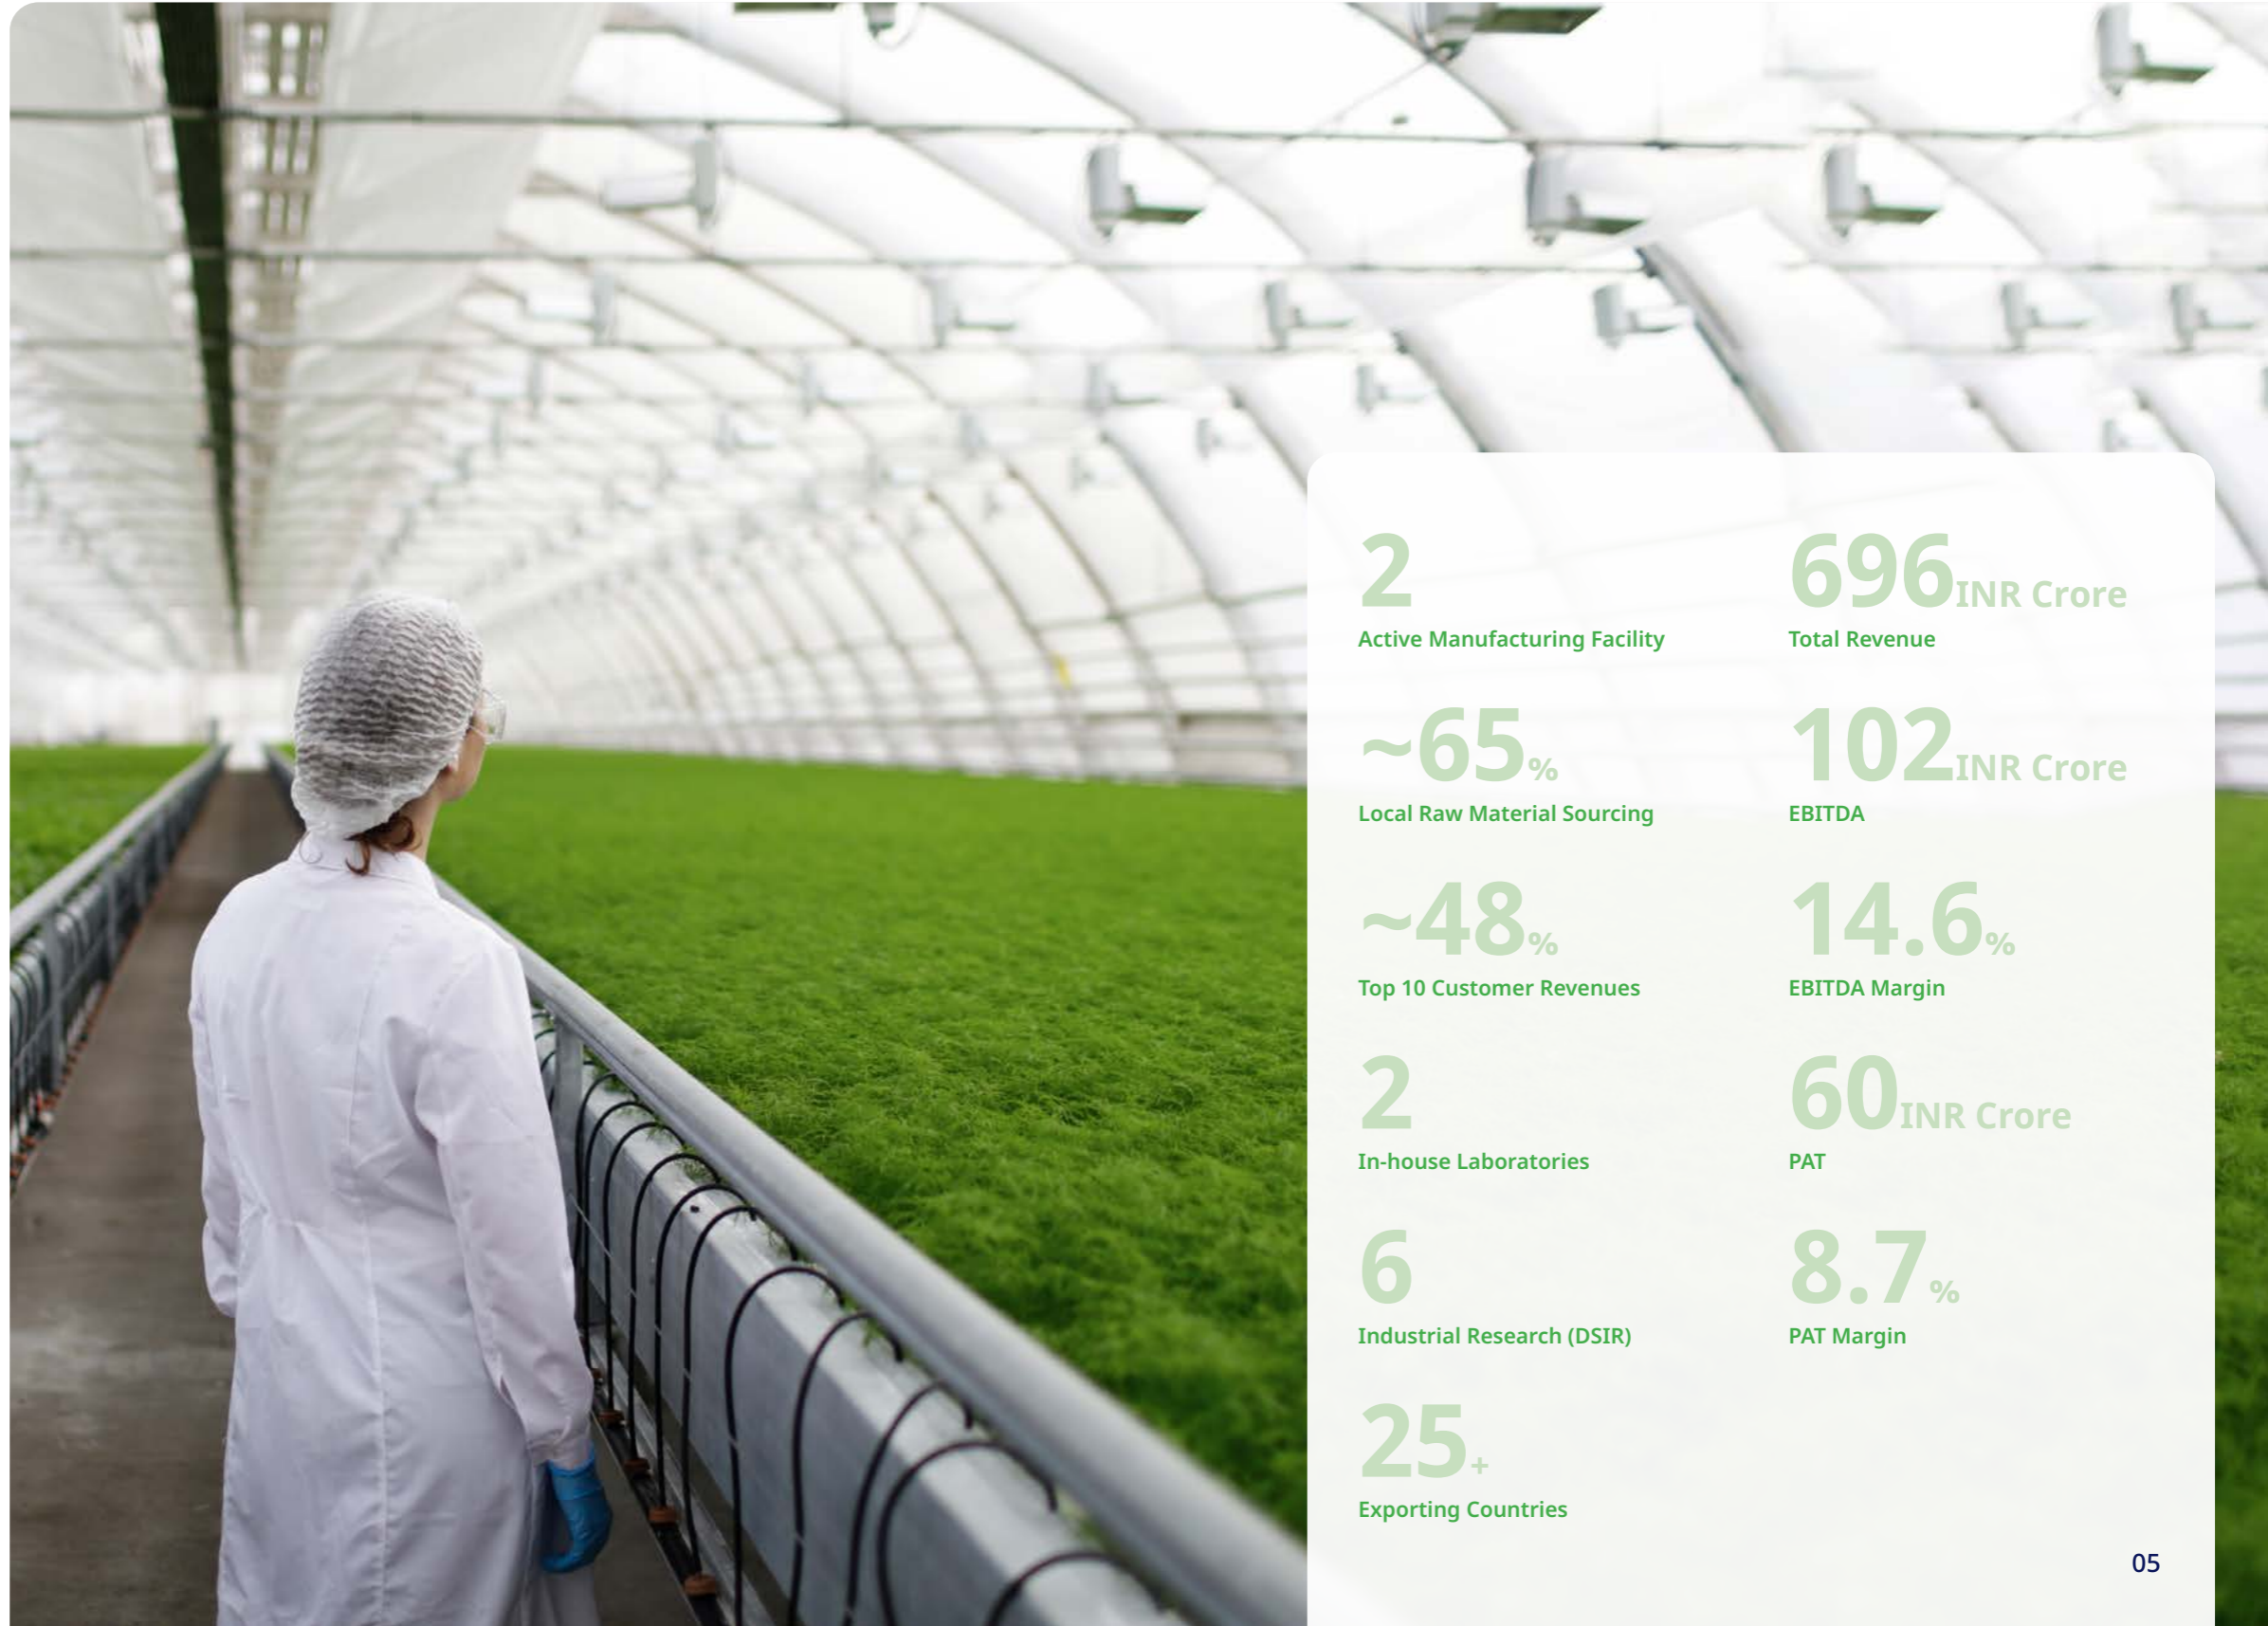 2
Active Manufacturing Facility
~65%
Local Raw Material Sourcing
~48%
Top 10 Customer Revenues
2
In-house Laboratories
6
Industrial Research (DSIR)
25+
Exporting Countries
696INR Crore
Total Revenue
102INR Crore
EBITDA
14.6%
EBITDA Margin
60INR Crore
PAT
8.7%
PAT Margin
05